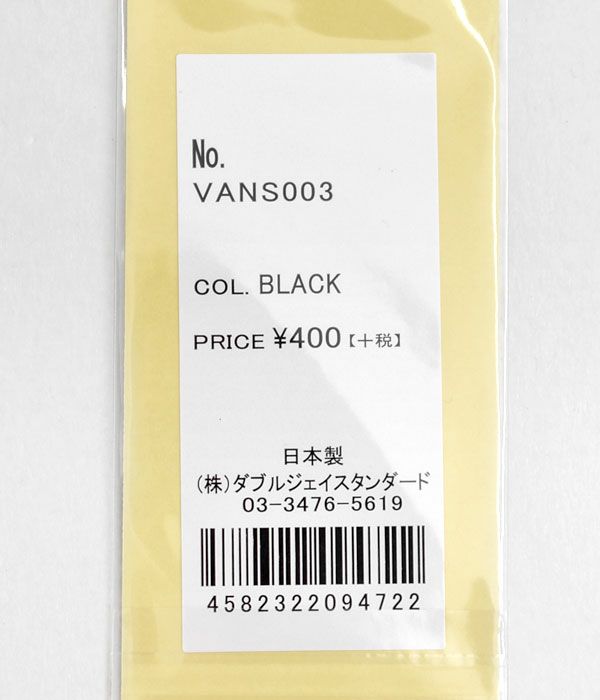 No.
VANS003
COL. BLACK
PRICE ¥400【+税】
日本製
(株)ダブルジェイスタンダード
03-3476-5619
4582322094722